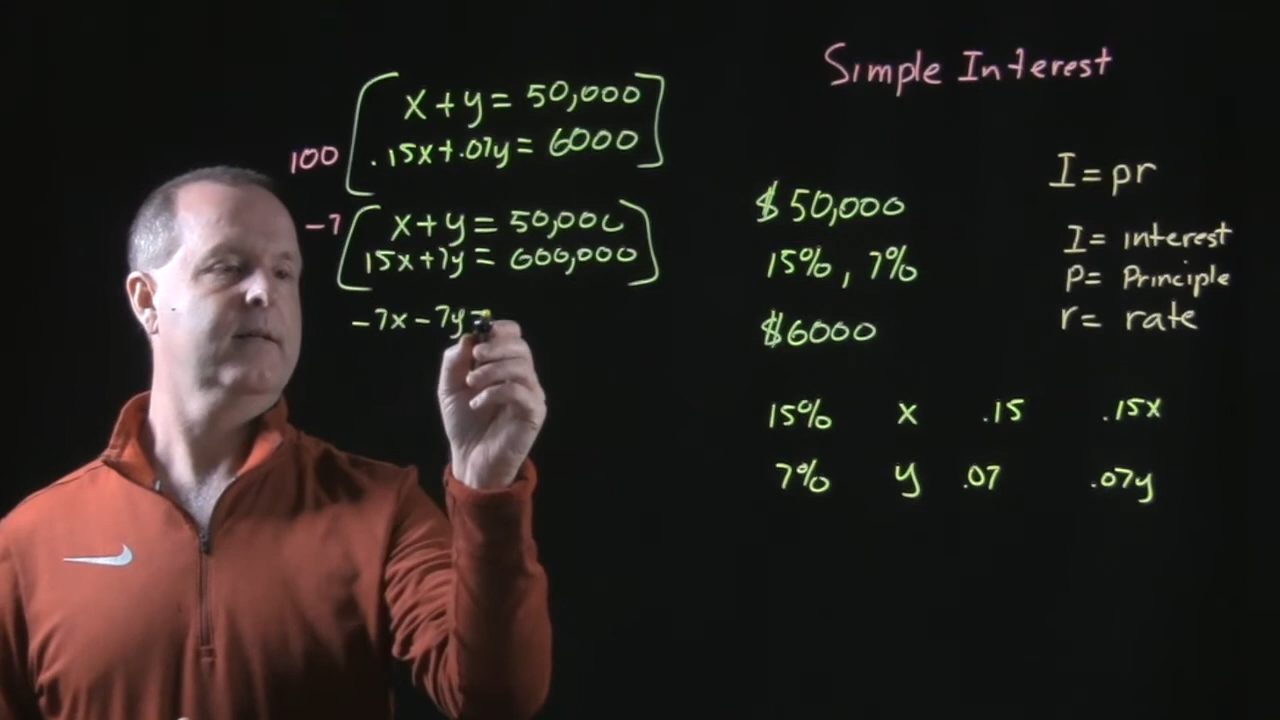 x+y= 50,000
100 .15x+.07y= 6000
-7 x+y= 50,000
15x+7y= 600,000
-7x-7y=
Simple Interest
I=pr
I= interest
P= Principle
r= rate
$50,000
15%, 7%
$6000
15% x .15 .15x
7% y .07 .07y